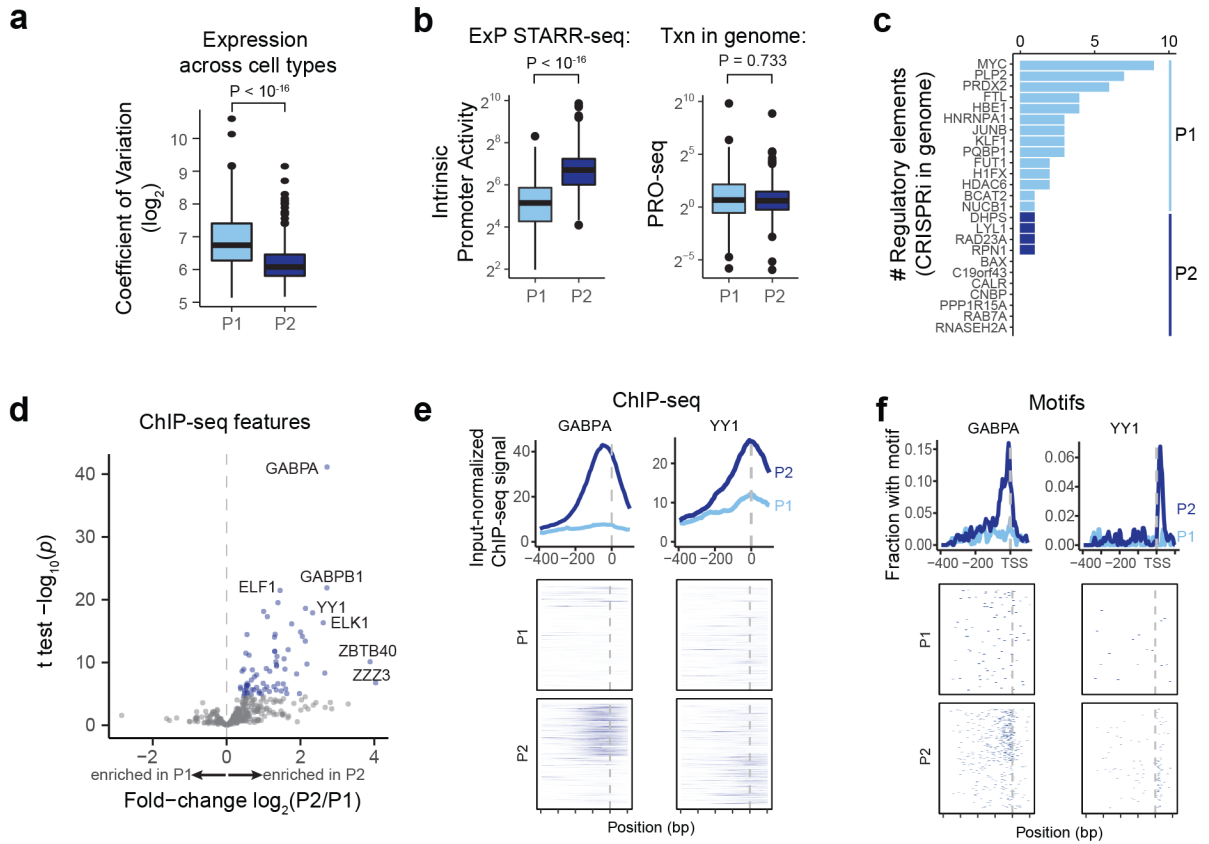 a
Expression
across cell types
P < 10-16
Coefficient of Variation
(log2)
10
9
8
7
6
5
P1
P2
b
ExP STARR-seq:
P < 10-16
Intrinsic
Promoter Activity
2^10
2^8
2^6
2^4
2^2
P1
P2
Txn in genome:
P = 0.733
PRO-seq
2^10
2^5
2^0
2^−5
P1
P2
c
# Regulatory elements
(CRISPRi in genome)
0
5
10
MYC
PLP2
PRDX2
FTL
HBE1
HNRNPA1
JUNB
KLF1
PQBP1
FUT1
H1FX
HDAC6
BCAT2
NUCB1
DHPS
LYL1
RAD23A
RPN1
BAX
C19orf43
CALR
CNBP
PPP1R15A
RAB7A
RNASEH2A
P1
P2
d
ChIP-seq features
t test −log10(p)
40
30
20
10
0
GABPA
ELF1
GABPB1
YY1
ELK1
ZBTB40
ZZZ3
−2
0
2
4
enriched in P1
enriched in P2
Fold−change log2(P2/P1)
e
ChIP-seq
GABPA
YY1
Input-normalized
ChIP-seq signal
40
20
0
−400
−200
0
20
10
0
−400
−200
0
P2
P1
P1
P2
Position (bp)
f
Motifs
GABPA
YY1
Fraction with motif
0.15
0.10
0.05
0.00
−400
−200
TSS
0.06
0.04
0.02
0.00
−400
−200
TSS
P2
P1
P1
P2
Position (bp)